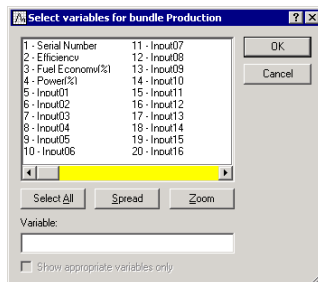 Select variables for bundle Production
1 - Serial Number 11 - Input07
2 - Efficiency 12 - Input08
3 - Fuel Economy(%) 13 - Input09
4 - Power(%) 14 - Input10
5 - Input01 15 - Input11
6 - Input02 16 - Input12
7 - Input03 17 - Input13
8 - Input04 18 - Input14
9 - Input05 19 - Input15
10 - Input06 20 - Input16
OK
Cancel
Select All Spread Zoom
Variable:
Show appropriate variables only